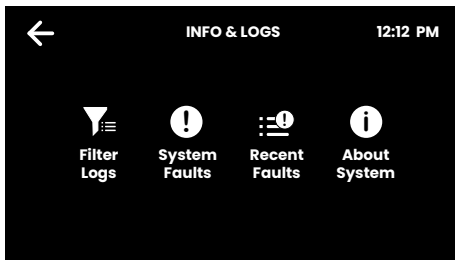 INFO & LOGS 12:12 PM
Filter System Recent About
Logs Faults Faults System